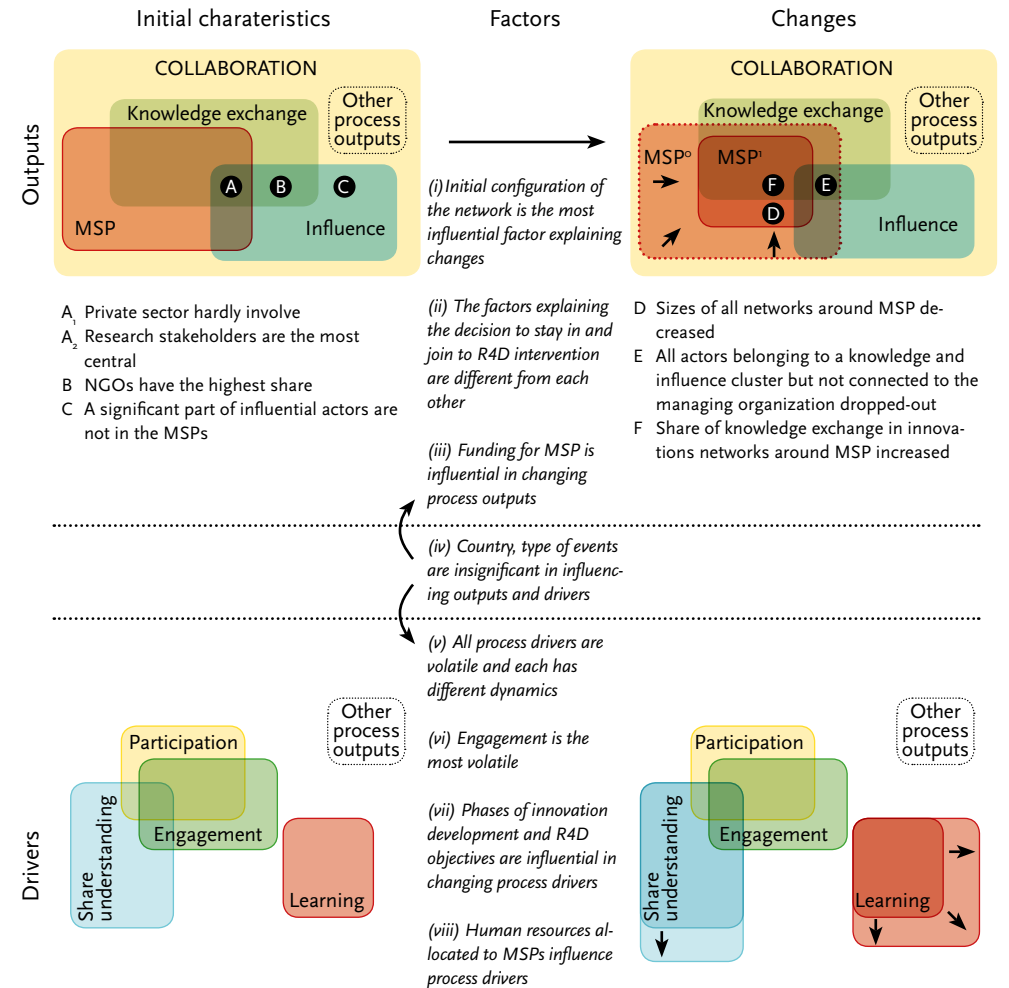 Initial charateristics
Factors
Changes
Outputs
COLLABORATION
Knowledge exchange
Other
process
outputs
A
B
C
MSP
Influence
(i)Initial configuration of
the network is the most
influential factor explaining
changes
COLLABORATION
Knowledge exchange
Other
process
outputs
MSP⁰
MSP¹
F
E
D
Influence
A₁ Private sector hardly involve
A₂ Research stakeholders are the most
central
B NGOs have the highest share
C A significant part of influential actors are
not in the MSPs
(ii) The factors explaining
the decision to stay in and
join to R4D intervention
are different from each
other
(iii) Funding for MSP is
influential in changing
process outputs
D Sizes of all networks around MSP de-
creased
E All actors belonging to a knowledge and
influence cluster but not connected to the
managing organization dropped-out
F Share of knowledge exchange in innova-
tions networks around MSP increased
(iv) Country, type of events
are insignificant in influenc-
ing outputs and drivers
(v) All process drivers are
volatile and each has
different dynamics
(vi) Engagement is the
most volatile
(vii) Phases of innovation
development and R4D
objectives are influential in
changing process drivers
(viii) Human resources al-
located to MSPs influence
process drivers
Drivers
Other
process
outputs
Participation
Engagement
Share
understanding
Learning
Other
process
outputs
Participation
Engagement
Share
understanding
Learning